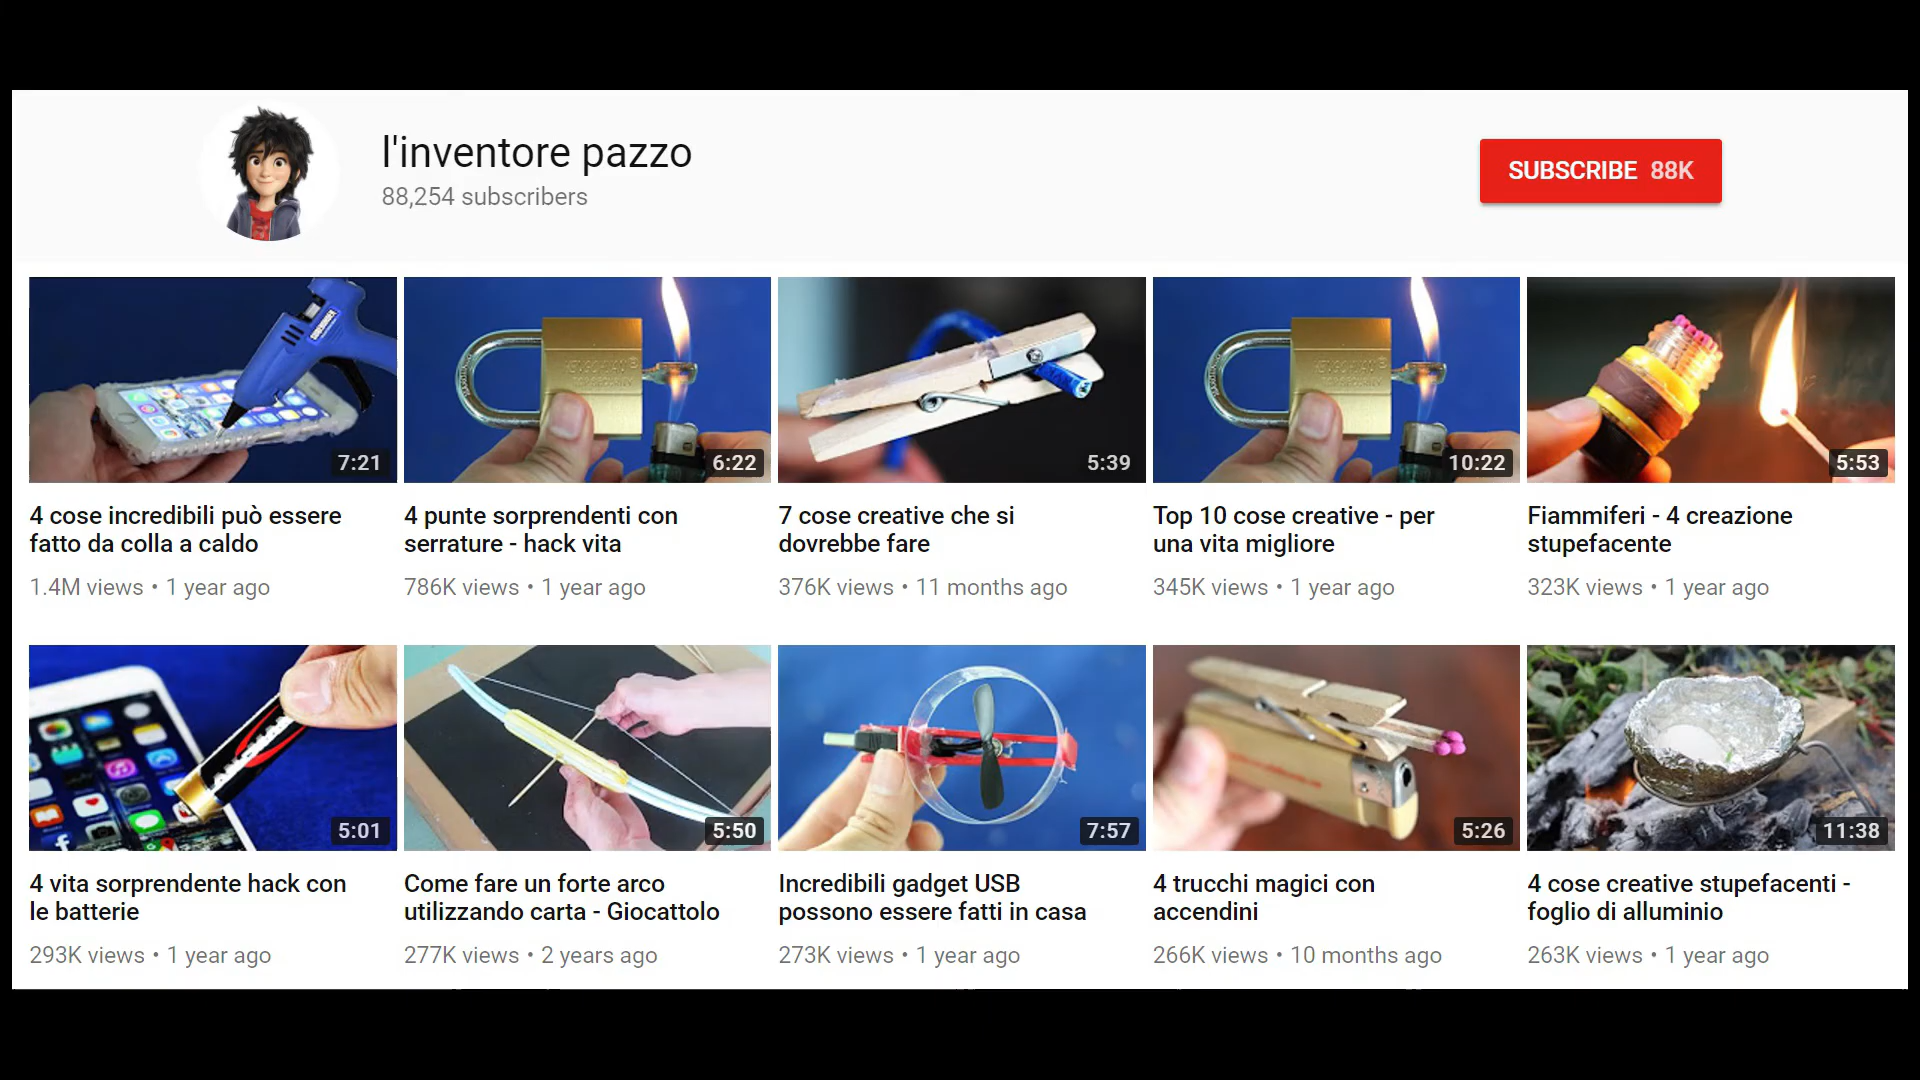 l'inventore pazzo
88,254 subscribers
SUBSCRIBE 88K
7:21
6:22
5:39
10:22
5:53
4 cose incredibili può essere
fatto da colla a caldo
1.4M views • 1 year ago
4 punte sorprendenti con
serrature - hack vita
786K views • 1 year ago
7 cose creative che si
dovrebbe fare
376K views • 11 months ago
Top 10 cose creative - per
una vita migliore
345K views • 1 year ago
Fiammiferi - 4 creazione
stupefacente
323K views • 1 year ago
5:01
5:50
7:57
5:26
11:38
4 vita sorprendente hack con
le batterie
293K views • 1 year ago
Come fare un forte arco
utilizzando carta - Giocattolo
277K views • 2 years ago
Incredibili gadget USB
possono essere fatti in casa
273K views • 1 year ago
4 trucchi magici con
accendini
266K views • 10 months ago
4 cose creative stupefacenti -
foglio di alluminio
263K views • 1 year ago